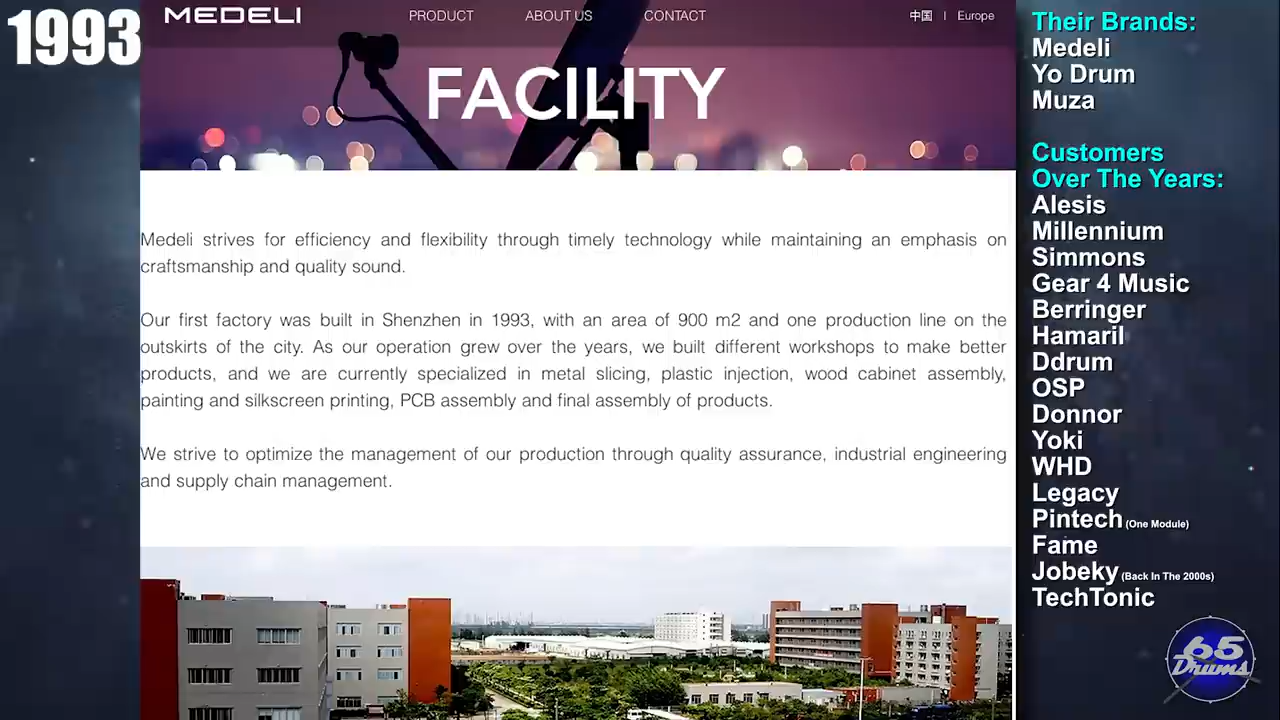 1993
MEDELI
PRODUCT
ABOUT US
CONTACT
中国 | Europe
FACILITY
Medeli strives for efficiency and flexibility through timely technology while maintaining an emphasis on
craftsmanship and quality sound.
Our first factory was built in Shenzhen in 1993, with an area of 900 m2 and one production line on the
outskirts of the city. As our operation grew over the years, we built different workshops to make better
products, and we are currently specialized in metal slicing, plastic injection, wood cabinet assembly,
painting and silkscreen printing, PCB assembly and final assembly of products.
We strive to optimize the management of our production through quality assurance, industrial engineering
and supply chain management.
Their Brands:
Medeli
Yo Drum
Muza
Customers
Over The Years:
Alesis
Millennium
Simmons
Gear 4 Music
Berringer
Hamaril
Ddrum
OSP
Donnor
Yoki
WHD
Legacy
Pintech (One Module)
Fame
Jobeky (Back In The 2000s)
TechTonic
65
Drums